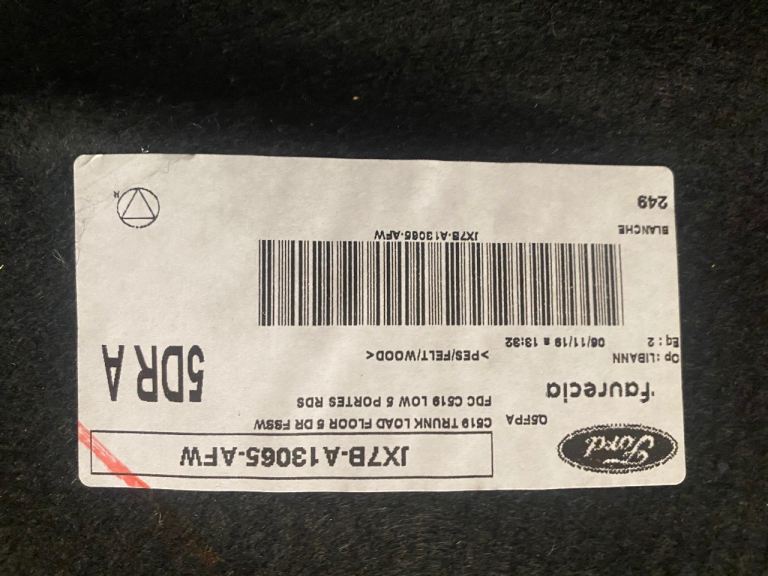 Ford
JX7B-A13065-AFW
Q5FPA
C519 TRUNK LOAD FLOOR 5 DR FSSW
FDC C519 LOW 5 PORTES RDS
faurecia
5DR A
>PES/FELT/WOOD<
Op : LIBANN
Eq : 2
06/11/19 a 13:32
JX7B-A13065-AFW
BLANCHE
249